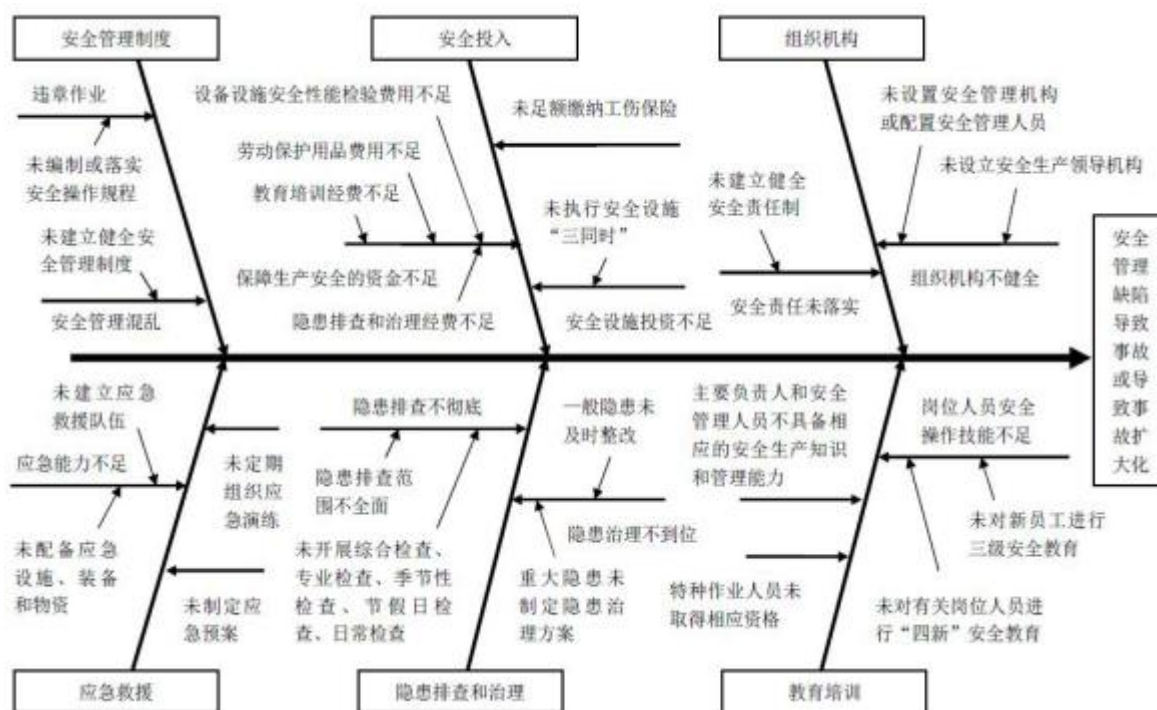 安全管理制度
安全投入
组织机构
违章作业
未编制或落实
安全操作规程
未建立健全安
全管理制度
安全管理混乱
设备设施安全性能检验费用不足
劳动保护用品费用不足
教育培训经费不足
保障生产安全的资金不足
隐患排查和治理经费不足
未足额缴纳工伤保险
未执行安全设施
“三同时”
安全设施投资不足
未设置安全管理机构
或配置安全管理人员
未设立安全生产领导机构
未建立健全
安全责任制
组织机构不健全
安全责任未落实
安全
管理
缺陷
导致
事故
或导
致事
故扩
大化
未建立应急
救援队伍
应急能力不足
未配备应急
设施、装备
和物资
未定期
组织应
急演练
未制定应
急预案
隐患排查不彻底
隐患排查范
围不全面
未开展综合检查、
专业检查、季节性
检查、节假日检
查、日常检查
一般隐患未
及时整改
隐患治理不到位
重大隐患未
制定隐患治
理方案
主要负责人和安全
管理人员不具备相
应的安全生产知识
和管理能力
特种作业人员未
取得相应资格
岗位人员安全
操作技能不足
未对新员工进行
三级安全教育
未对有关岗位人员进
行“四新”安全教育
应急救援
隐患排查和治理
教育培训